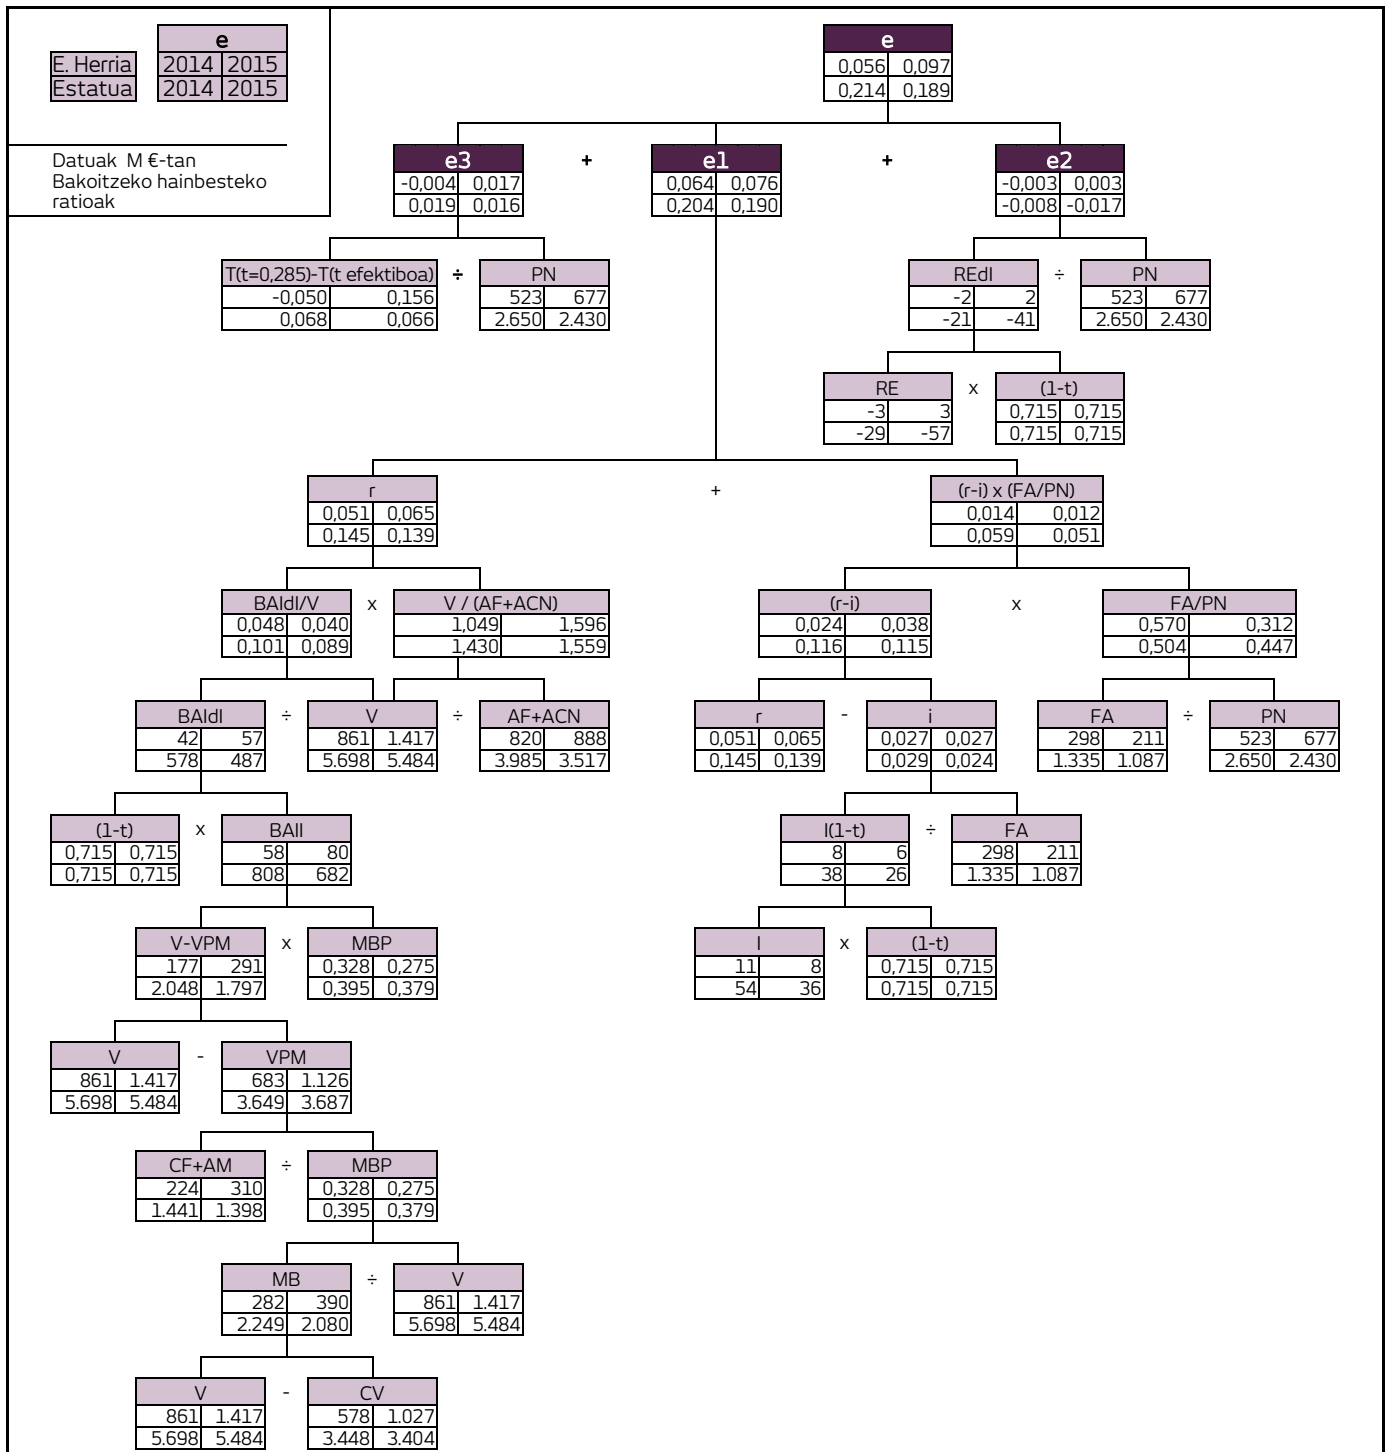 e
E. Herria 2014 2015
Estatua 2014 2015
Datuak M €-tan
Bakoitzeko hainbesteko
ratioak
e
0,056 0,097
0,214 0,189
e3 + e1 + e2
-0,004 0,017 0,064 0,076 -0,003 0,003
0,019 0,016 0,204 0,190 -0,008 -0,017
T(t=0,285)-T(t efektiboa) ÷ PN REdI ÷ PN
-0,050 0,156 523 677 -2 2 523 677
0,068 0,066 2.650 2.430 -21 -41 2.650 2.430
RE x (1-t)
-3 3 0,715 0,715
-29 -57 0,715 0,715
r + (r-i) x (FA/PN)
0,051 0,065 0,014 0,012
0,145 0,139 0,059 0,051
BAIdI/V x V / (AF+ACN) (r-i) x FA/PN
0,048 0,040 1,049 1,596 0,024 0,038 0,570 0,312
0,101 0,089 1,430 1,559 0,116 0,115 0,504 0,447
BAIdI ÷ V ÷ AF+ACN r - i FA ÷ PN
42 57 861 1.417 820 888 0,051 0,065 0,027 0,027 298 211 523 677
578 487 5.698 5.484 3.985 3.517 0,145 0,139 0,029 0,024 1.335 1.087 2.650 2.430
(1-t) x BAII I(1-t) ÷ FA
0,715 0,715 58 80 8 6 298 211
0,715 0,715 808 682 38 26 1.335 1.087
V-VPM x MBP I x (1-t)
177 291 0,328 0,275 11 8 0,715 0,715
2.048 1.797 0,395 0,379 54 36 0,715 0,715
V - VPM
861 1.417 683 1.126
5.698 5.484 3.649 3.687
CF+AM ÷ MBP
224 310 0,328 0,275
1.441 1.398 0,395 0,379
MB ÷ V
282 390 861 1.417
2.249 2.080 5.698 5.484
V - CV
861 1.417 578 1.027
5.698 5.484 3.448 3.404